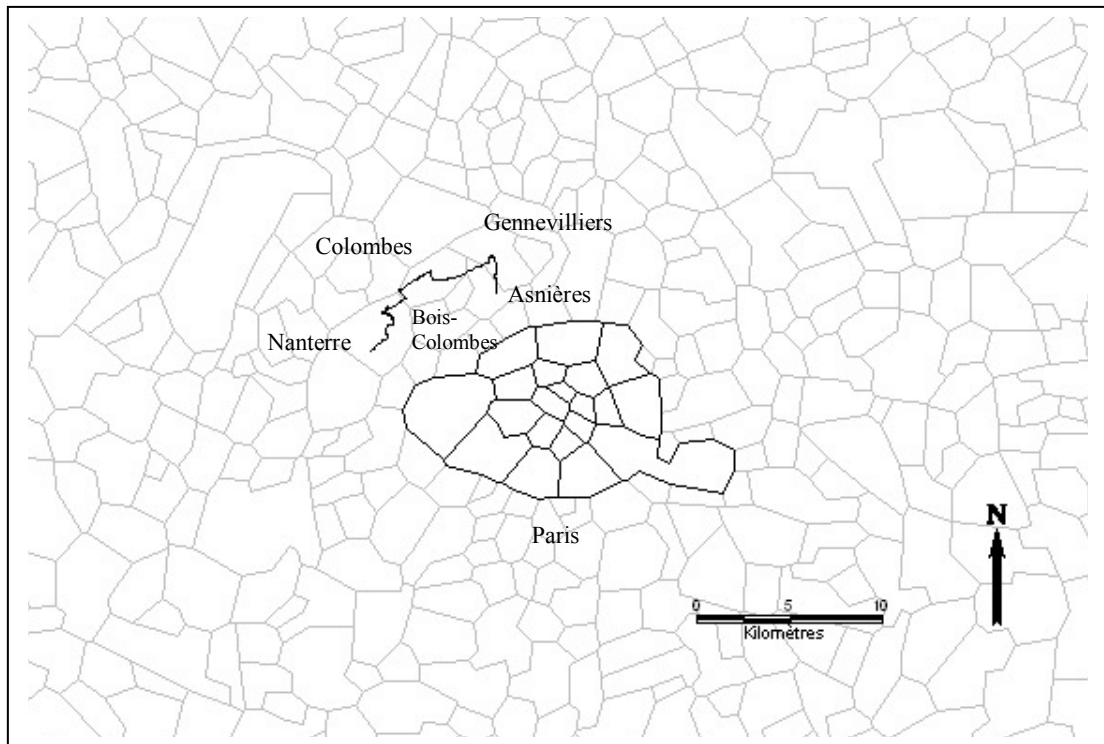 Gennevilliers
Colombes
Asnières
Bois-
Colombes
Nanterre
Paris
N
0 5 10
Kilomètres